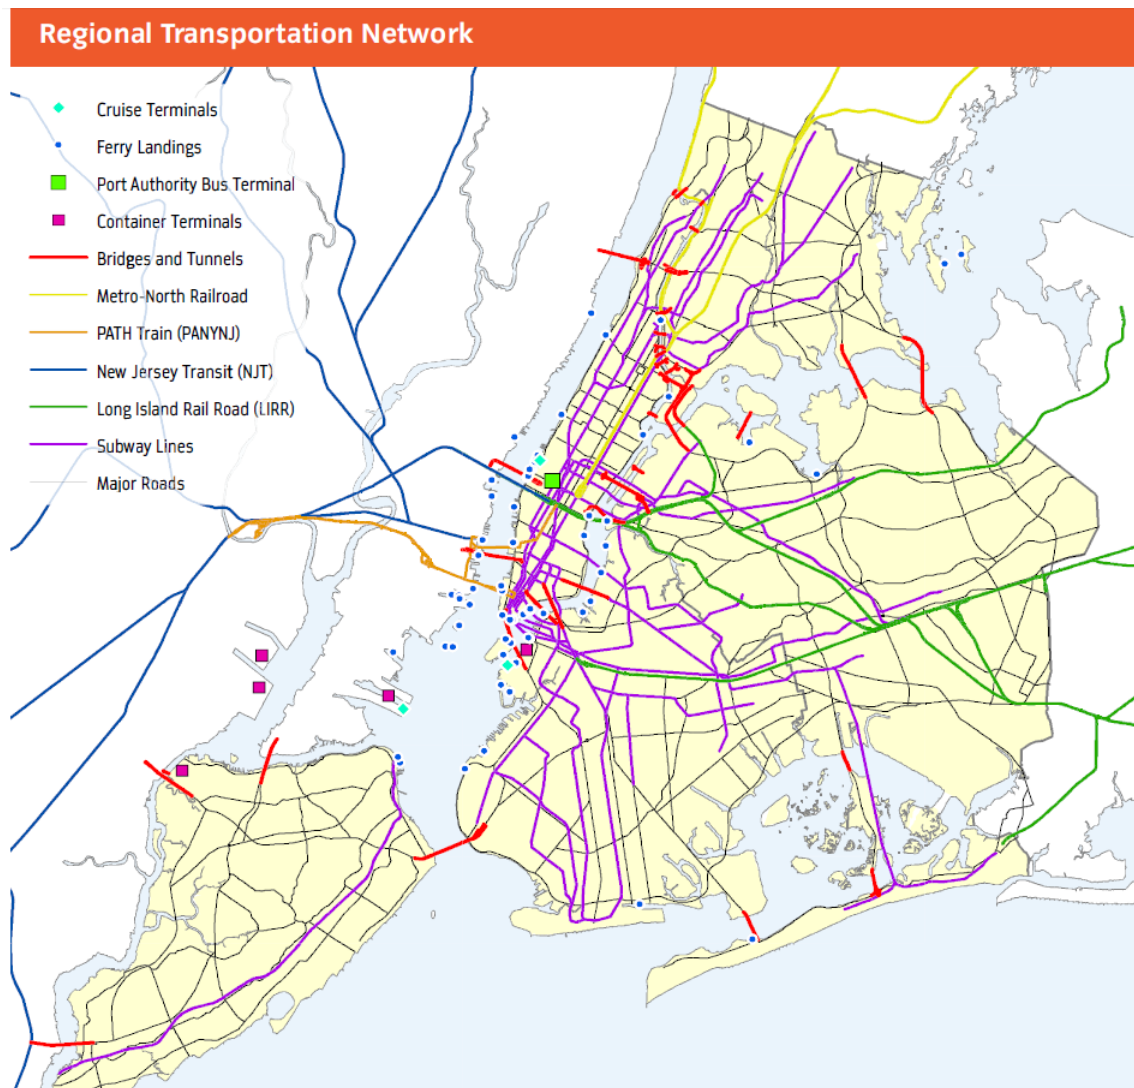 Regional Transportation Network
Cruise Terminals
Ferry Landings
Port Authority Bus Terminal
Container Terminals
Bridges and Tunnels
Metro-North Railroad
PATH Train (PANYNJ)
New Jersey Transit (NJT)
Long Island Rail Road (LIRR)
Subway Lines
Major Roads